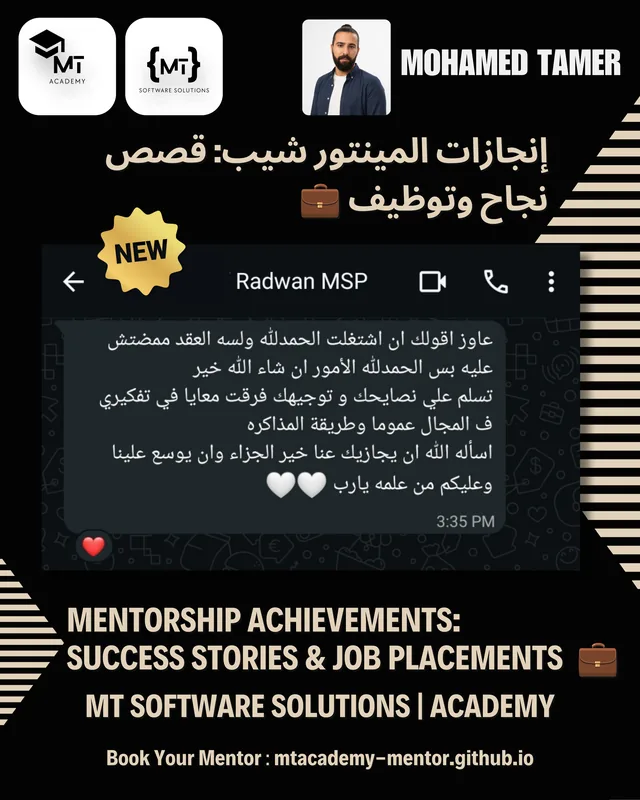 MT
ACADEMY
{MT}
SOFTWARE SOLUTIONS
MOHAMED TAMER
إنجازات المينتور شيب: قصص
نجاح وتوظيف 💼
NEW
Radwan MSP
عاوز اقولك ان اشتغلت الحمدلله ولسه العقد ممضتش
عليه بس الحمدلله الأمور ان شاء الله خير
تسلم علي نصايحك و توجيهك فرقت معايا في تفكيري
ف المجال عموما وطريقة المذاكره
اسأله الله ان يجازيك عنا خير الجزاء وان يوسع علينا
وعليكم من علمه يارب 🤍🤍
3:35 PM
MENTORSHIP ACHIEVEMENTS:
SUCCESS STORIES & JOB PLACEMENTS 💼
MT SOFTWARE SOLUTIONS | ACADEMY
Book Your Mentor : mtacademy-mentor.github.io